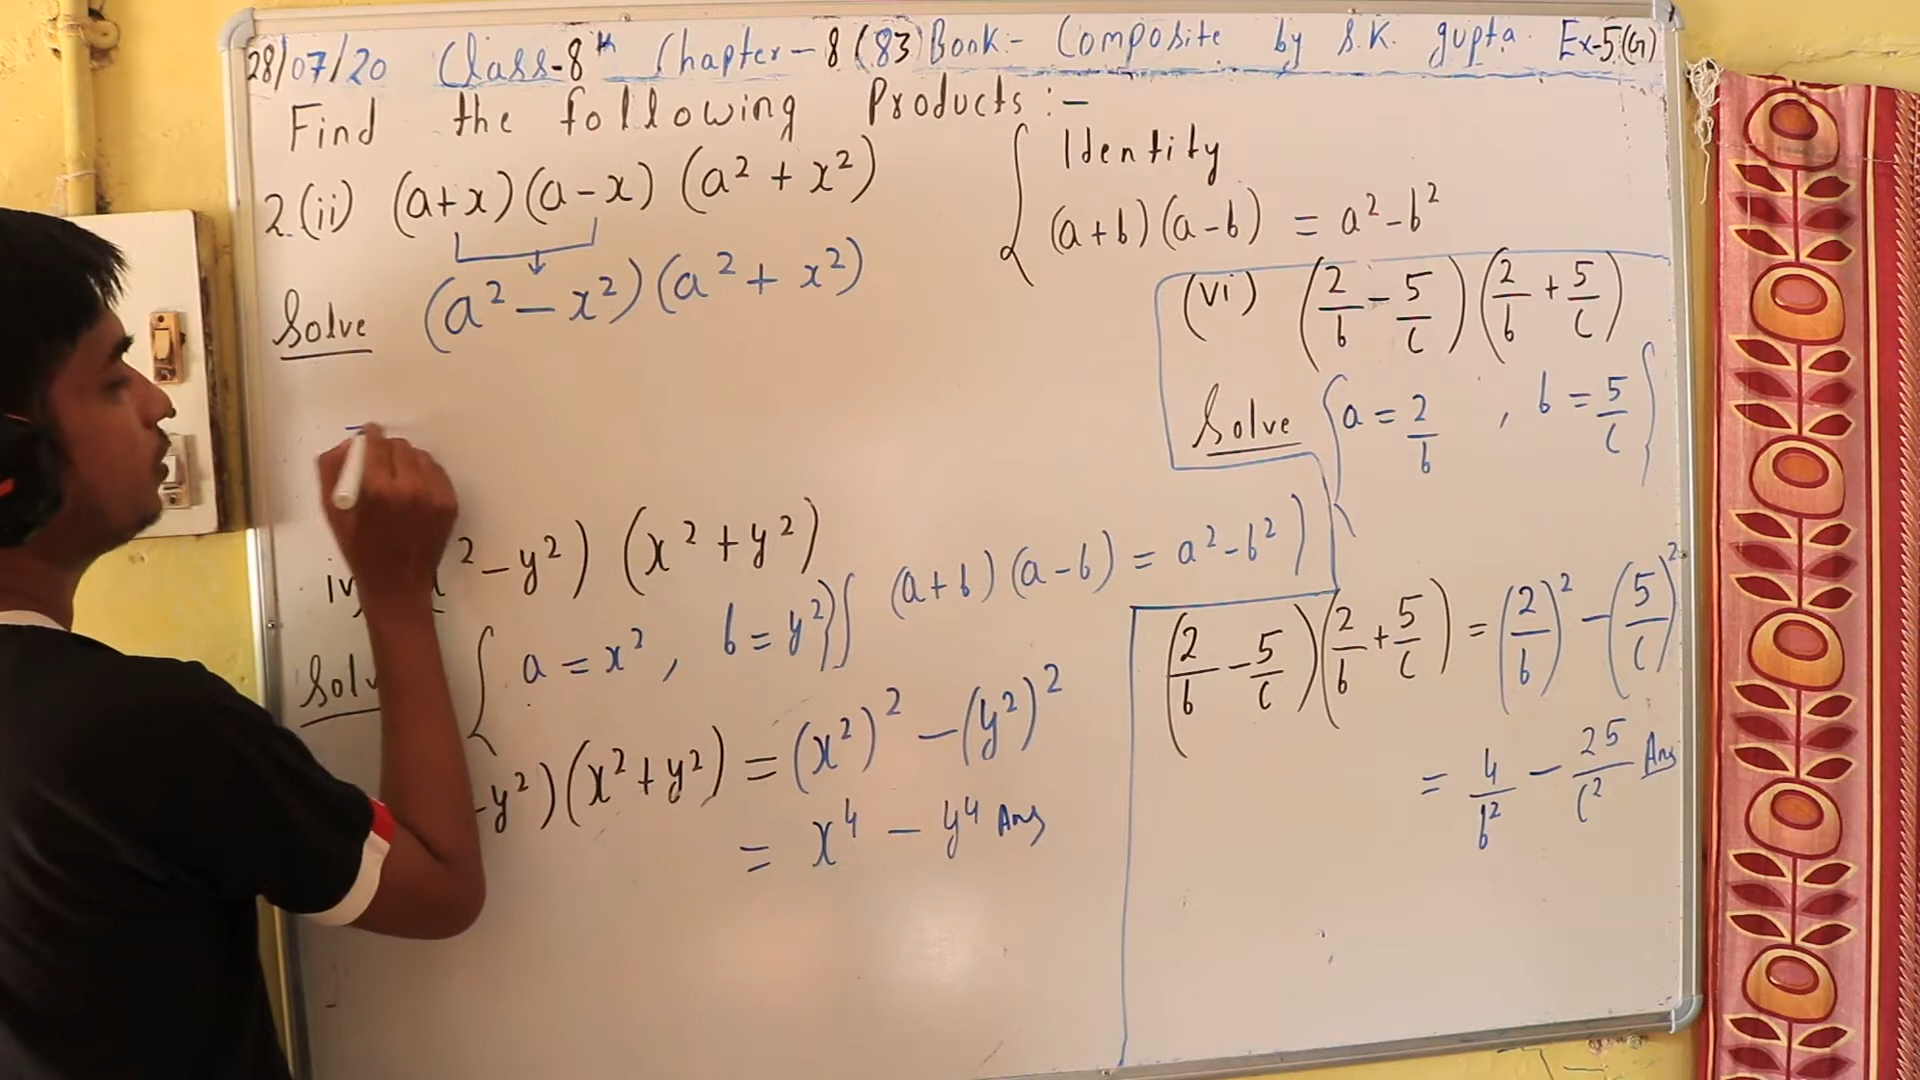 28/07/20 Class-8th Chapter-8 (83) Book:- Composite by S.K. gupta. Ex-5(G)
Find the following Products:-
2.(ii) (a+x)(a-x) (a² + x²)
Solve (a² - x²)(a² + x²)
=
iv) x² - y²) (x² + y²)
Solv { a = x², b = y² } { (a+b)(a-b) = a² - b² }
-y²)(x² + y²) = (x²)² - (y²)²
= x⁴ - y⁴ Ans
{ Identity
(a+b)(a-b) = a² - b²
(vi) (2/b - 5/c)(2/b + 5/c)
Solve { a = 2/b, b = 5/c }
(2/b - 5/c)(2/b + 5/c) = (2/b)² - (5/c)²
= 4/b² - 25/c² Ans